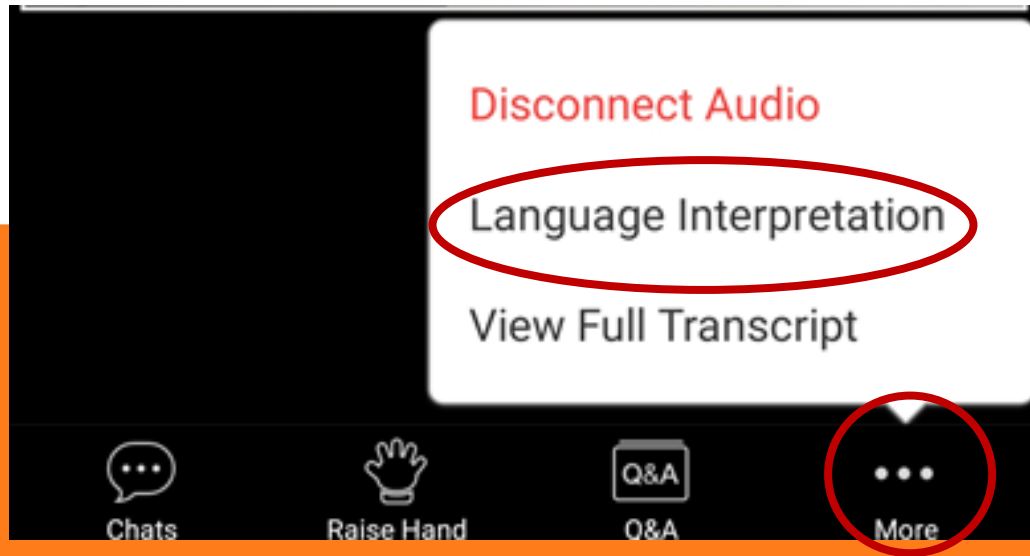 Disconnect Audio
Language Interpretation
View Full Transcript
Q&A
Chats Raise Hand Q&A More